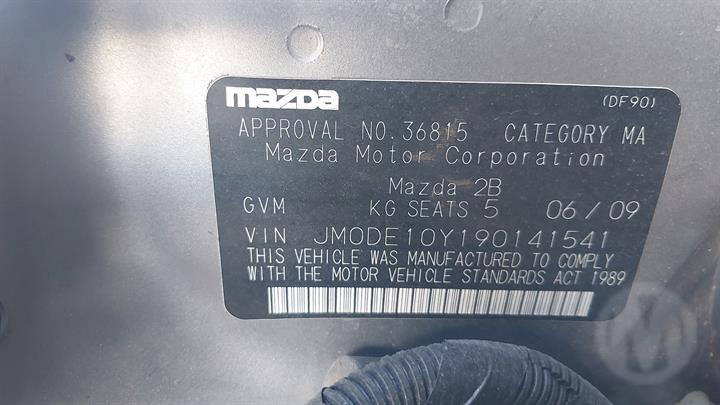 mazda (DF90)
APPROVAL NO.36815 CATEGORY MA
Mazda Motor Corporation
Mazda 2B
GVM KG SEATS 5 06/09
VIN JM0DE10Y190141541
THIS VEHICLE WAS MANUFACTURED TO COMPLY
WITH THE MOTOR VEHICLE STANDARDS ACT 1989
M